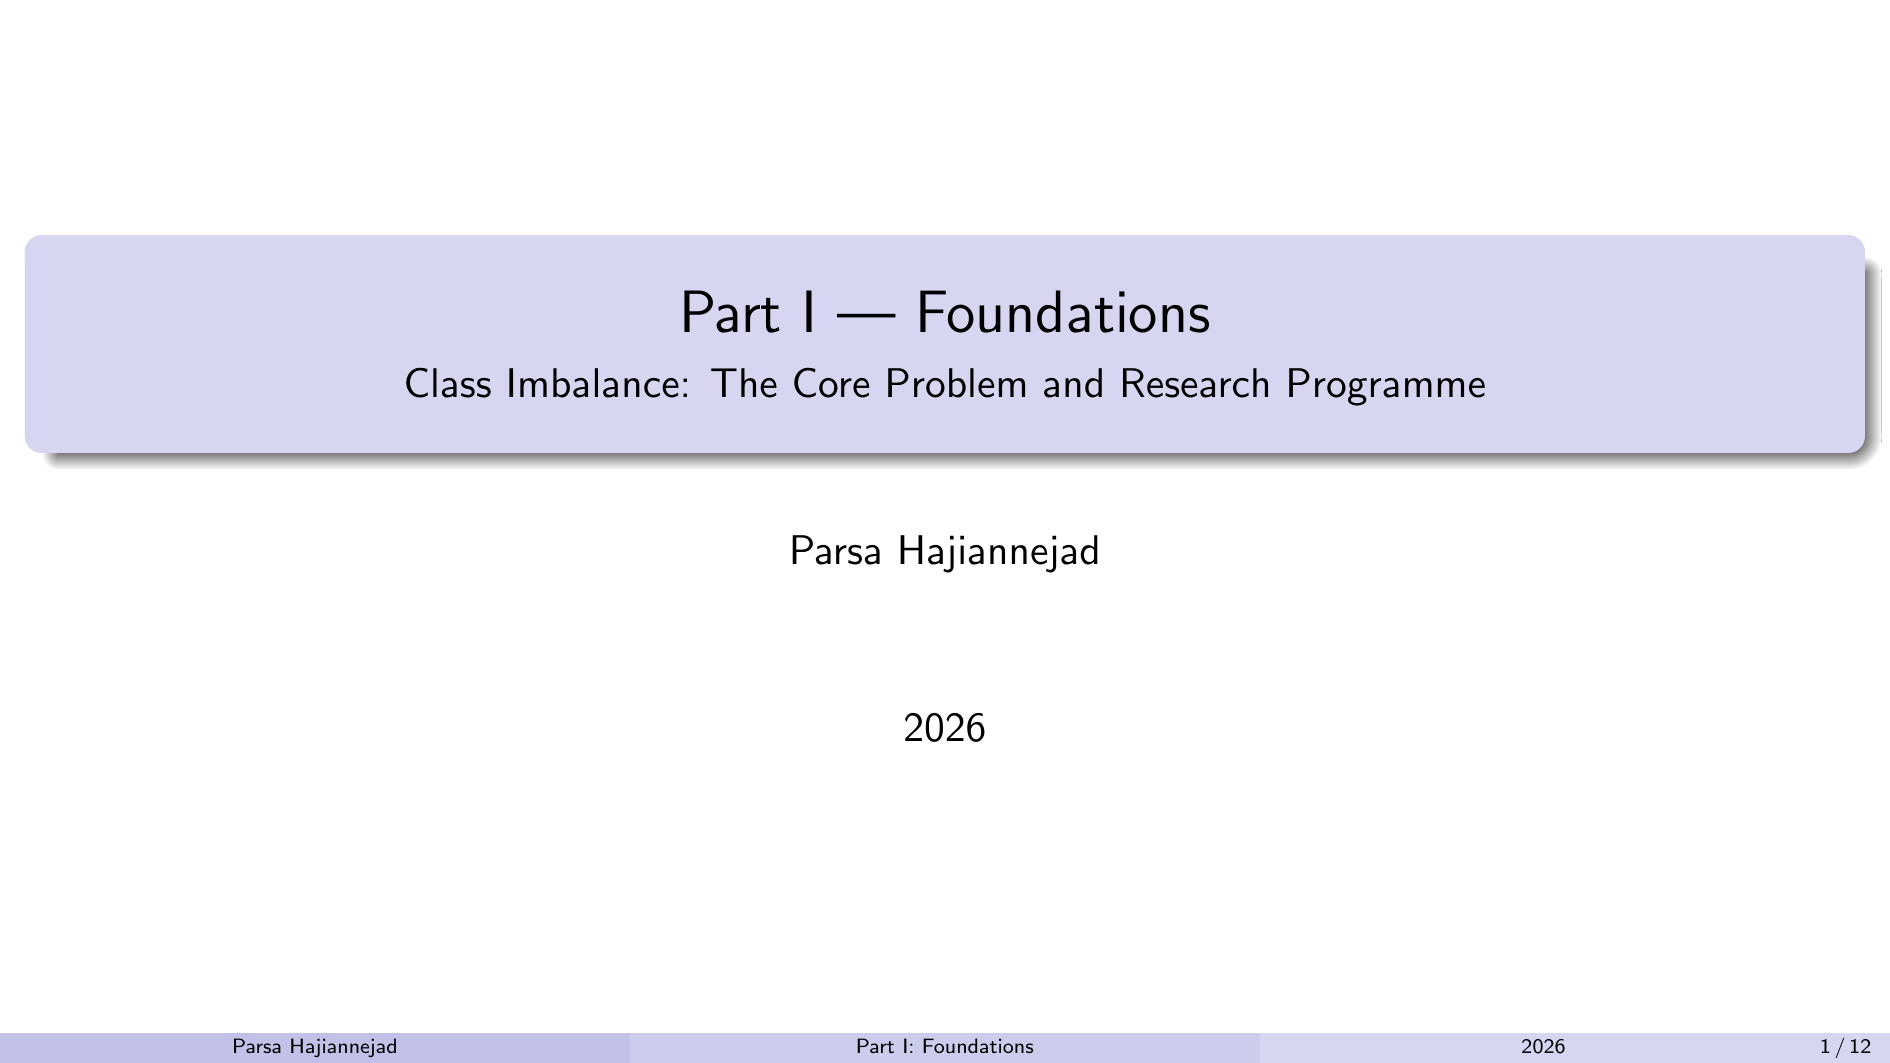 Part I — Foundations
Class Imbalance: The Core Problem and Research Programme
Parsa Hajiannejad
2026
Parsa Hajiannejad
Part I: Foundations
2026
1 / 12